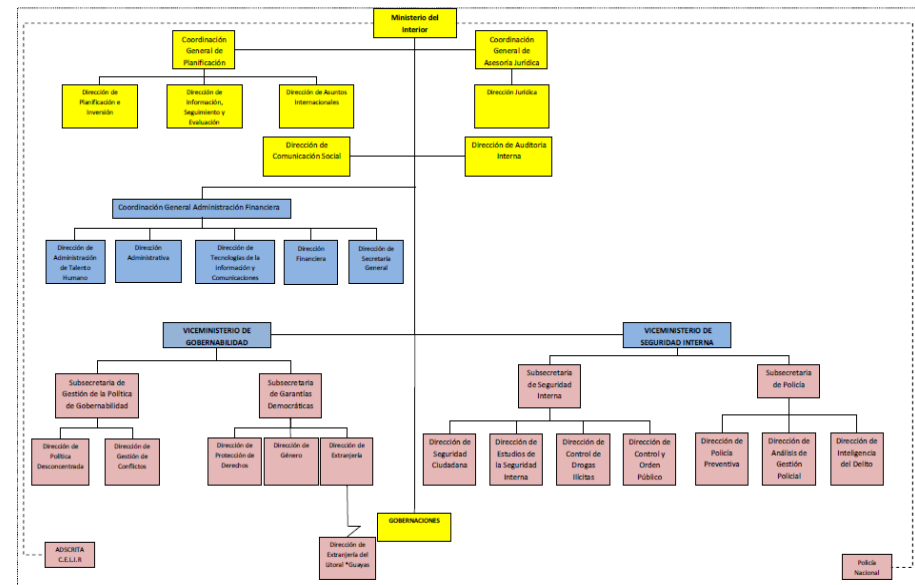 Ministerio del
Interior
Coordinación
General de
Planificación
Coordinación
General de
Asesoría Jurídica
Dirección de
Planificación e
Inversión
Dirección de
Información,
Seguimiento y
Evaluación
Dirección de Asuntos
Internacionales
Dirección Jurídica
Dirección de
Comunicación Social
Dirección de Auditoria
Interna
Coordinación General Administración Financiera
Dirección de
Administración
de Talento
Humano
Dirección
Administrativa
Dirección de
Tecnologías de la
Información y
Comunicaciones
Dirección
Financiera
Dirección de
Secretaría
General
VICEMINISTERIO DE
GOBERNABILIDAD
VICEMINISTERIO DE
SEGURIDAD INTERNA
Subsecretaria de
Gestión de la Política
de Gobernabilidad
Subsecretaria
de Garantías
Democráticas
Subsecretaria
de Seguridad
Interna
Subsecretaria
de Policía
Dirección de
Política
Desconcentrada
Dirección de
Gestión de
Conflictos
Dirección de
Protección de
Derechos
Dirección de
Género
Dirección de
Extranjería
Dirección de
Seguridad
Ciudadana
Dirección de
Estudios de
la Seguridad
Interna
Dirección de
Control de
Drogas
Ilícitas
Dirección de
Control y
Orden
Público
Dirección de
Policía
Preventiva
Dirección de
Análisis de
Gestión
Policial
Dirección de
Inteligencia
del Delito
GOBERNACIONES
Dirección de
Extranjería del
Litoral *Guayas
ADSCRITA
C.E.L.I.R
Policía
Nacional